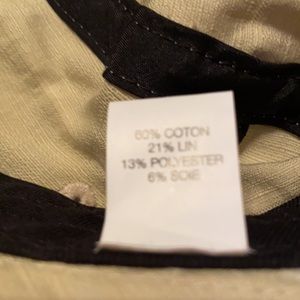 60% COTON
21% LIN
13% POLYESTER
6% SOIE